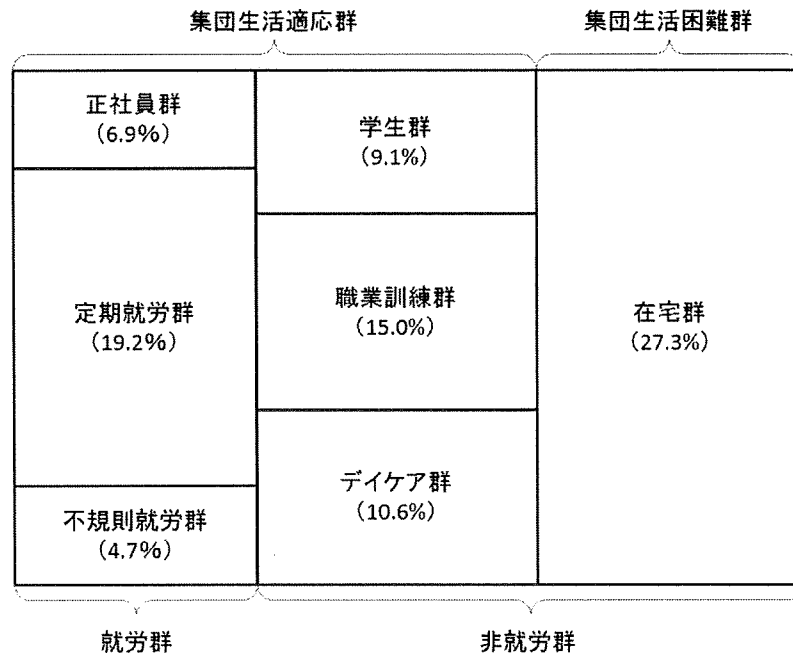 集団生活適応群
集団生活困難群
正社員群
（6.9％）
定期就労群
（19.2％）
不規則就労群
（4.7％）
学生群
（9.1％）
職業訓練群
（15.0％）
デイケア群
（10.6％）
在宅群
（27.3％）
就労群
非就労群